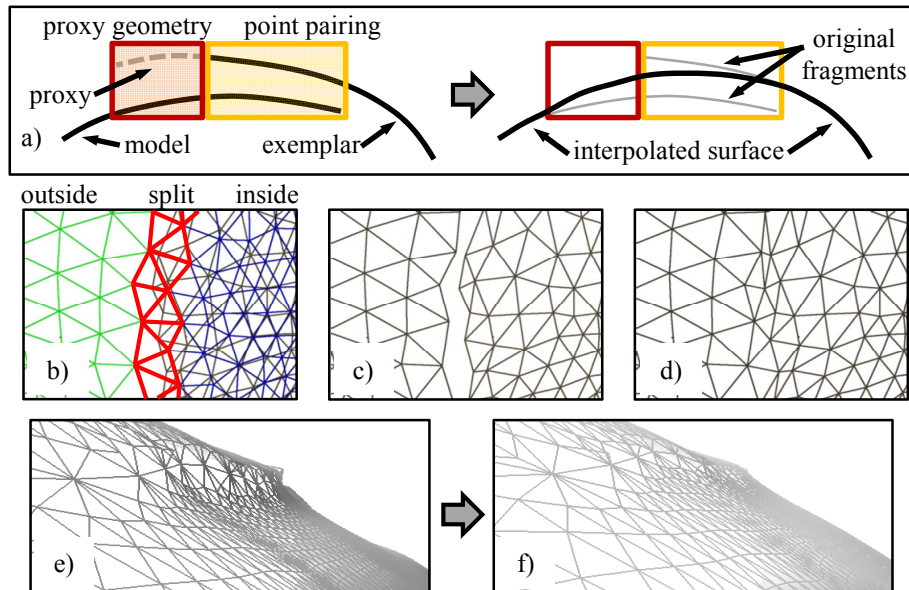 proxy geometry point pairing
proxy
a)
model
exemplar
original
fragments
interpolated surface
outside split inside
b)
c)
d)
e)
f)